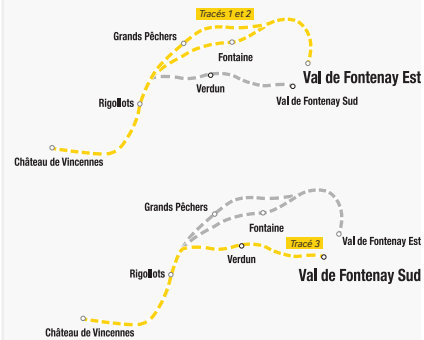 Tracés 1 et 2
Grands Pêchers
Fontaine
Val de Fontenay Est
Verdun
Val de Fontenay Sud
Rigollots
Château de Vincennes
Grands Pêchers
Fontaine
Tracé 3
Val de Fontenay Est
Verdun
Val de Fontenay Sud
Rigollots
Château de Vincennes